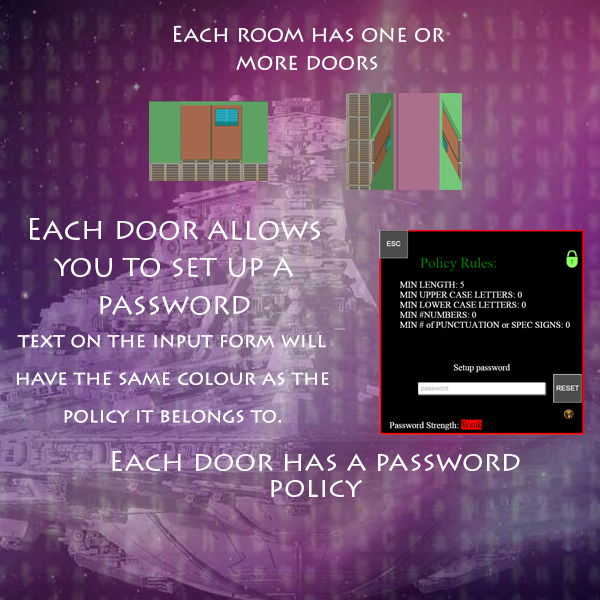 Each room has one or
more doors
Each door allows
you to set up a
password
text on the input form will
have the same colour as the
policy it belongs to.
ESC
Policy Rules:
MIN LENGTH: 5
MIN UPPER CASE LETTERS: 0
MIN LOWER CASE LETTERS: 0
MIN #NUMBERS: 0
MIN # of PUNCTUATION or SPEC SIGNS: 0
Setup password
password
RESET
Password Strength: Weak
Each door has a password
policy